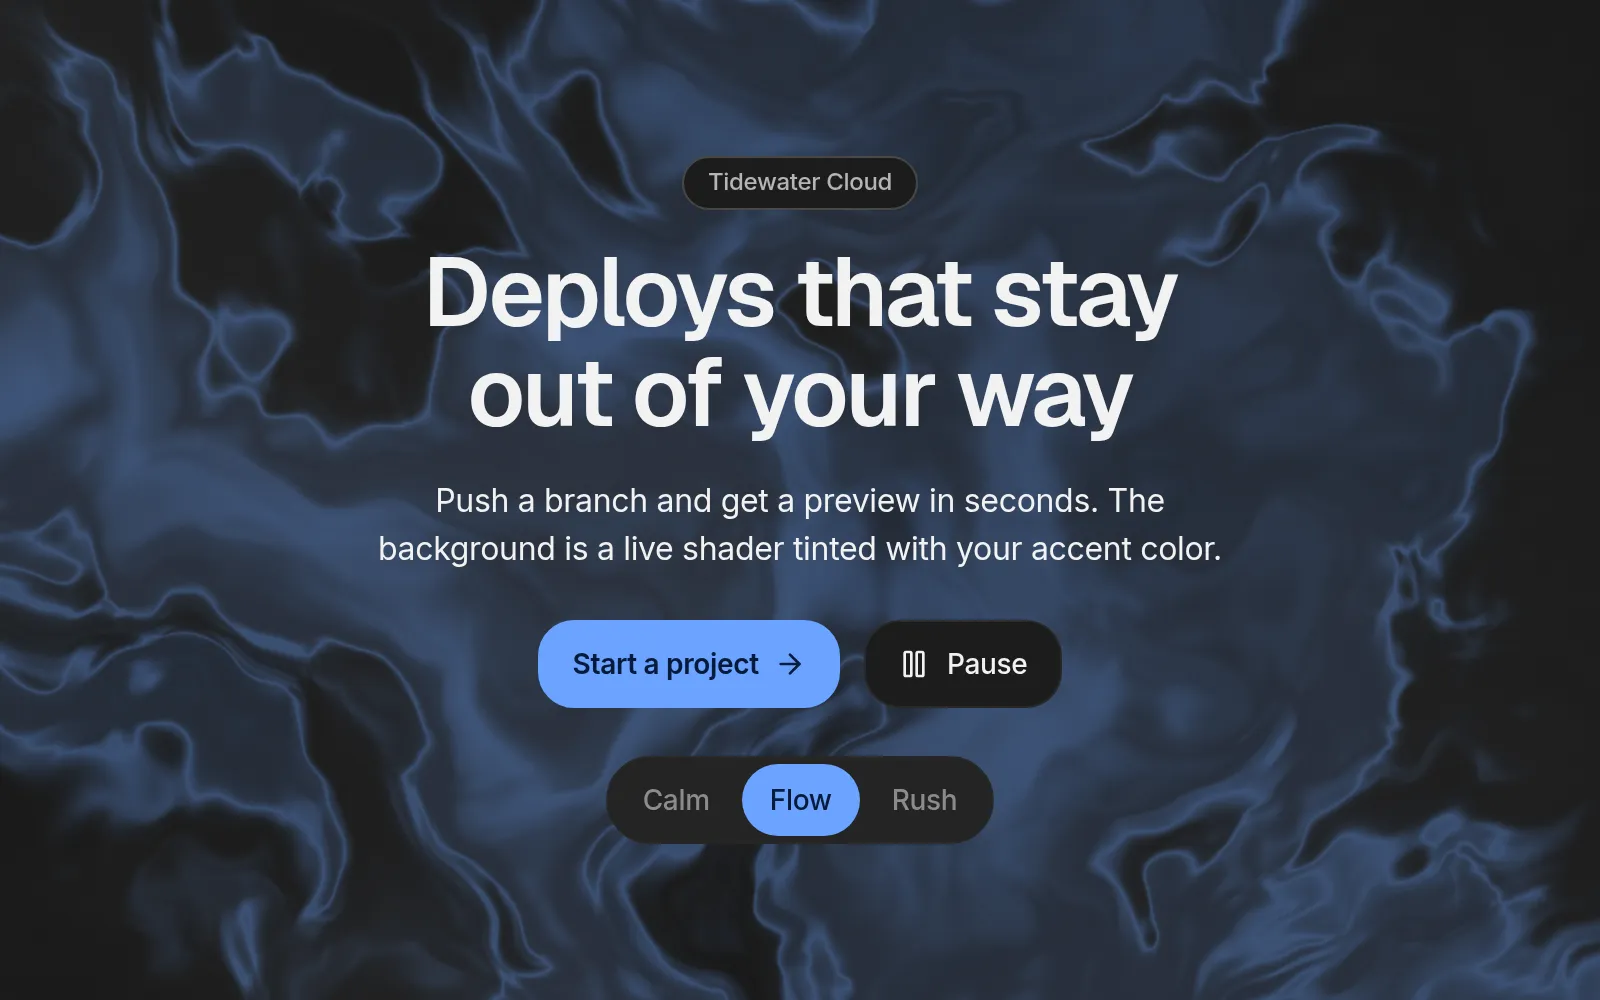 Tidewater Cloud
Deploys that stay
out of your way
Push a branch and get a preview in seconds. The
background is a live shader tinted with your accent color.
Start a project
Pause
Calm
Flow
Rush